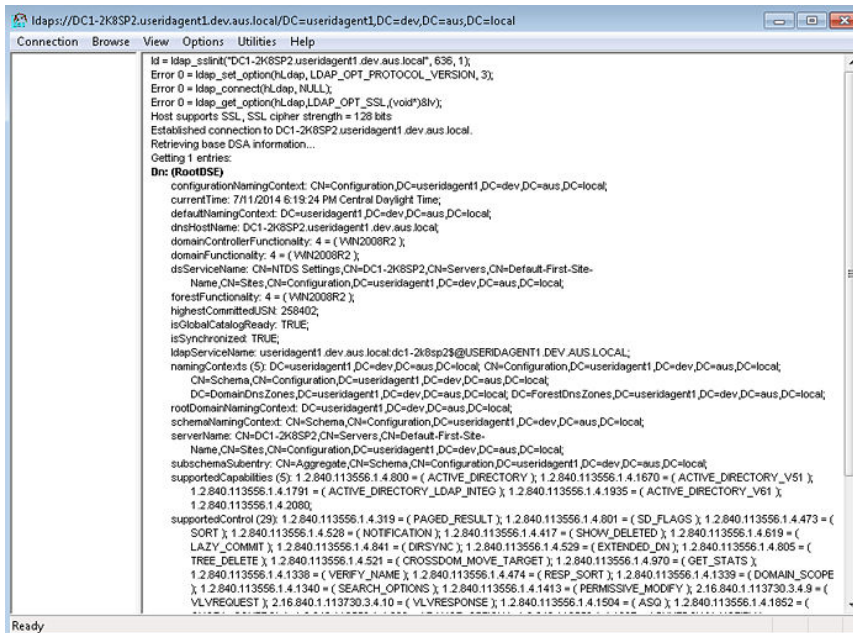 ldaps://DC1-2K8SP2.useridagent1.dev.aus.local/DC=useridagent1,DC=dev,DC=aus,DC=local
Connection Browse View Options Utilities Help
ld = ldap_sslinit("DC1-2K8SP2.useridagent1.dev.aus.local", 636, 1);
Error 0 = ldap_set_option(hLdap, LDAP_OPT_PROTOCOL_VERSION, 3);
Error 0 = ldap_connect(hLdap, NULL);
Error 0 = ldap_get_option(hLdap,LDAP_OPT_SSL,(void*)&lv);
Host supports SSL, SSL cipher strength = 128 bits
Established connection to DC1-2K8SP2.useridagent1.dev.aus.local.
Retrieving base DSA information...
Getting 1 entries:
Dn: (RootDSE)
configurationNamingContext: CN=Configuration,DC=useridagent1,DC=dev,DC=aus,DC=local;
currentTime: 7/11/2014 6:19:24 PM Central Daylight Time;
defaultNamingContext: DC=useridagent1,DC=dev,DC=aus,DC=local;
dnsHostName: DC1-2K8SP2.useridagent1.dev.aus.local;
domainControllerFunctionality: 4 = ( WIN2008R2 );
domainFunctionality: 4 = ( WIN2008R2 );
dsServiceName: CN=NTDS Settings,CN=DC1-2K8SP2,CN=Servers,CN=Default-First-Site-
Name,CN=Sites,CN=Configuration,DC=useridagent1,DC=dev,DC=aus,DC=local;
forestFunctionality: 4 = ( WIN2008R2 );
highestCommittedUSN: 258402;
isGlobalCatalogReady: TRUE;
isSynchronized: TRUE;
ldapServiceName: useridagent1.dev.aus.local:dc1-2k8sp2$@USERIDAGENT1.DEV.AUS.LOCAL;
namingContexts (5): DC=useridagent1,DC=dev,DC=aus,DC=local; CN=Configuration,DC=useridagent1,DC=dev,DC=aus,DC=local;
CN=Schema,CN=Configuration,DC=useridagent1,DC=dev,DC=aus,DC=local;
DC=DomainDnsZones,DC=useridagent1,DC=dev,DC=aus,DC=local; DC=ForestDnsZones,DC=useridagent1,DC=dev,DC=aus,DC=local;
rootDomainNamingContext: DC=useridagent1,DC=dev,DC=aus,DC=local;
schemaNamingContext: CN=Schema,CN=Configuration,DC=useridagent1,DC=dev,DC=aus,DC=local;
serverName: CN=DC1-2K8SP2,CN=Servers,CN=Default-First-Site-
Name,CN=Sites,CN=Configuration,DC=useridagent1,DC=dev,DC=aus,DC=local;
subschemaSubentry: CN=Aggregate,CN=Schema,CN=Configuration,DC=useridagent1,DC=dev,DC=aus,DC=local;
supportedCapabilities (5): 1.2.840.113556.1.4.800 = ( ACTIVE_DIRECTORY ); 1.2.840.113556.1.4.1670 = ( ACTIVE_DIRECTORY_V51 );
1.2.840.113556.1.4.1791 = ( ACTIVE_DIRECTORY_LDAP_INTEG ); 1.2.840.113556.1.4.1935 = ( ACTIVE_DIRECTORY_V61 );
1.2.840.113556.1.4.2080;
supportedControl (29): 1.2.840.113556.1.4.319 = ( PAGED_RESULT ); 1.2.840.113556.1.4.801 = ( SD_FLAGS ); 1.2.840.113556.1.4.473 = (
SORT ); 1.2.840.113556.1.4.528 = ( NOTIFICATION ); 1.2.840.113556.1.4.417 = ( SHOW_DELETED ); 1.2.840.113556.1.4.619 = (
LAZY_COMMIT ); 1.2.840.113556.1.4.841 = ( DIRSYNC ); 1.2.840.113556.1.4.529 = ( EXTENDED_DN ); 1.2.840.113556.1.4.805 = (
TREE_DELETE ); 1.2.840.113556.1.4.521 = ( CROSSDOM_MOVE_TARGET ); 1.2.840.113556.1.4.970 = ( GET_STATS );
1.2.840.113556.1.4.1338 = ( VERIFY_NAME ); 1.2.840.113556.1.4.474 = ( RESP_SORT ); 1.2.840.113556.1.4.1339 = ( DOMAIN_SCOPE
); 1.2.840.113556.1.4.1340 = ( SEARCH_OPTIONS ); 1.2.840.113556.1.4.1413 = ( PERMISSIVE_MODIFY ); 2.16.840.1.113730.3.4.9 = (
VLVREQUEST ); 2.16.840.1.113730.3.4.10 = ( VLVRESPONSE ); 1.2.840.113556.1.4.1504 = ( ASQ ); 1.2.840.113556.1.4.1852 = (
Ready